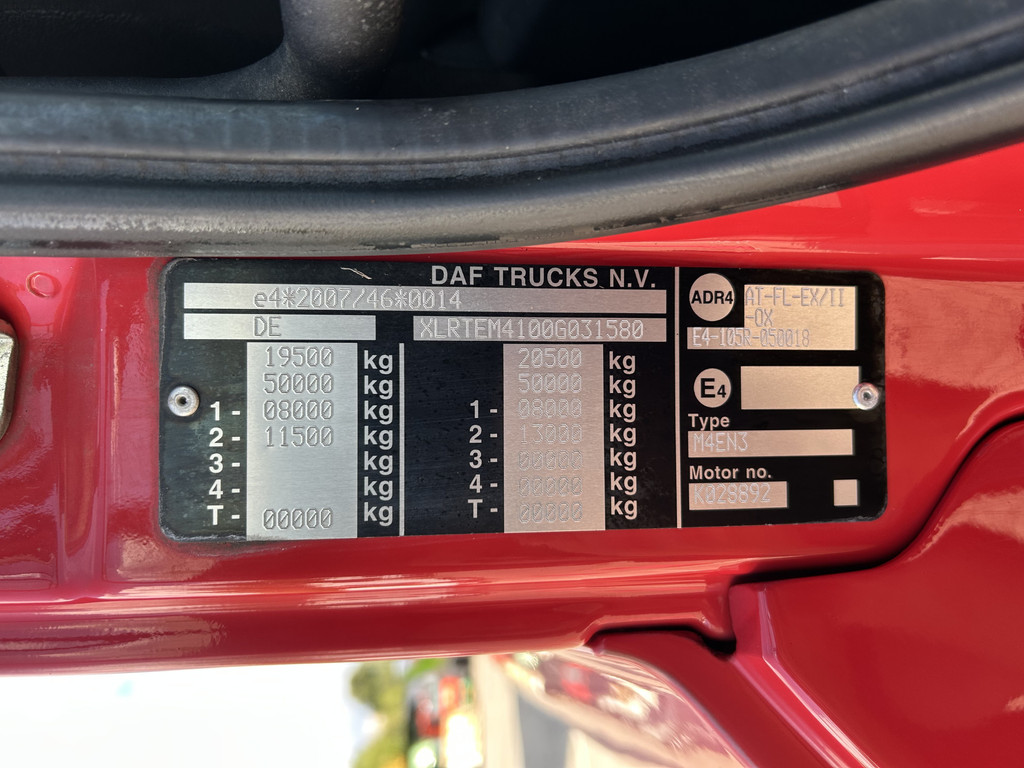 DAF TRUCKS N.V.
e4*2007/46*0014
DE XLRTEM4100G031580
19500 kg
50000 kg
1 - 08000 kg
2 - 11500 kg
3 - kg
4 - kg
T - 00000 kg
20500 kg
50000 kg
1 - 08000 kg
2 - 13000 kg
3 - 00000 kg
4 - 00000 kg
T - 00000 kg
ADR4 AT-FL-EX/II
-OX
E4-105R-050018
E4
Type
M4EN3
Motor no.
K029892